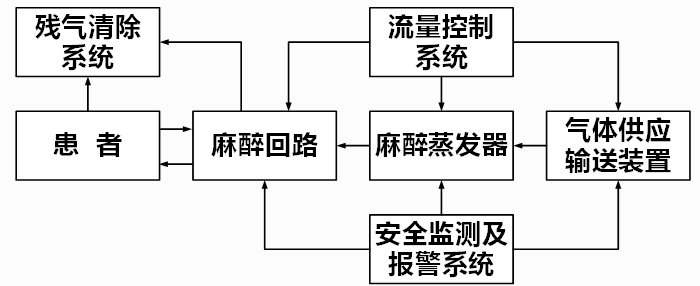 残气清除
系统
流量控制
系统
患者
麻醉回路
麻醉蒸发器
气体供应
输送装置
安全监测及
报警系统